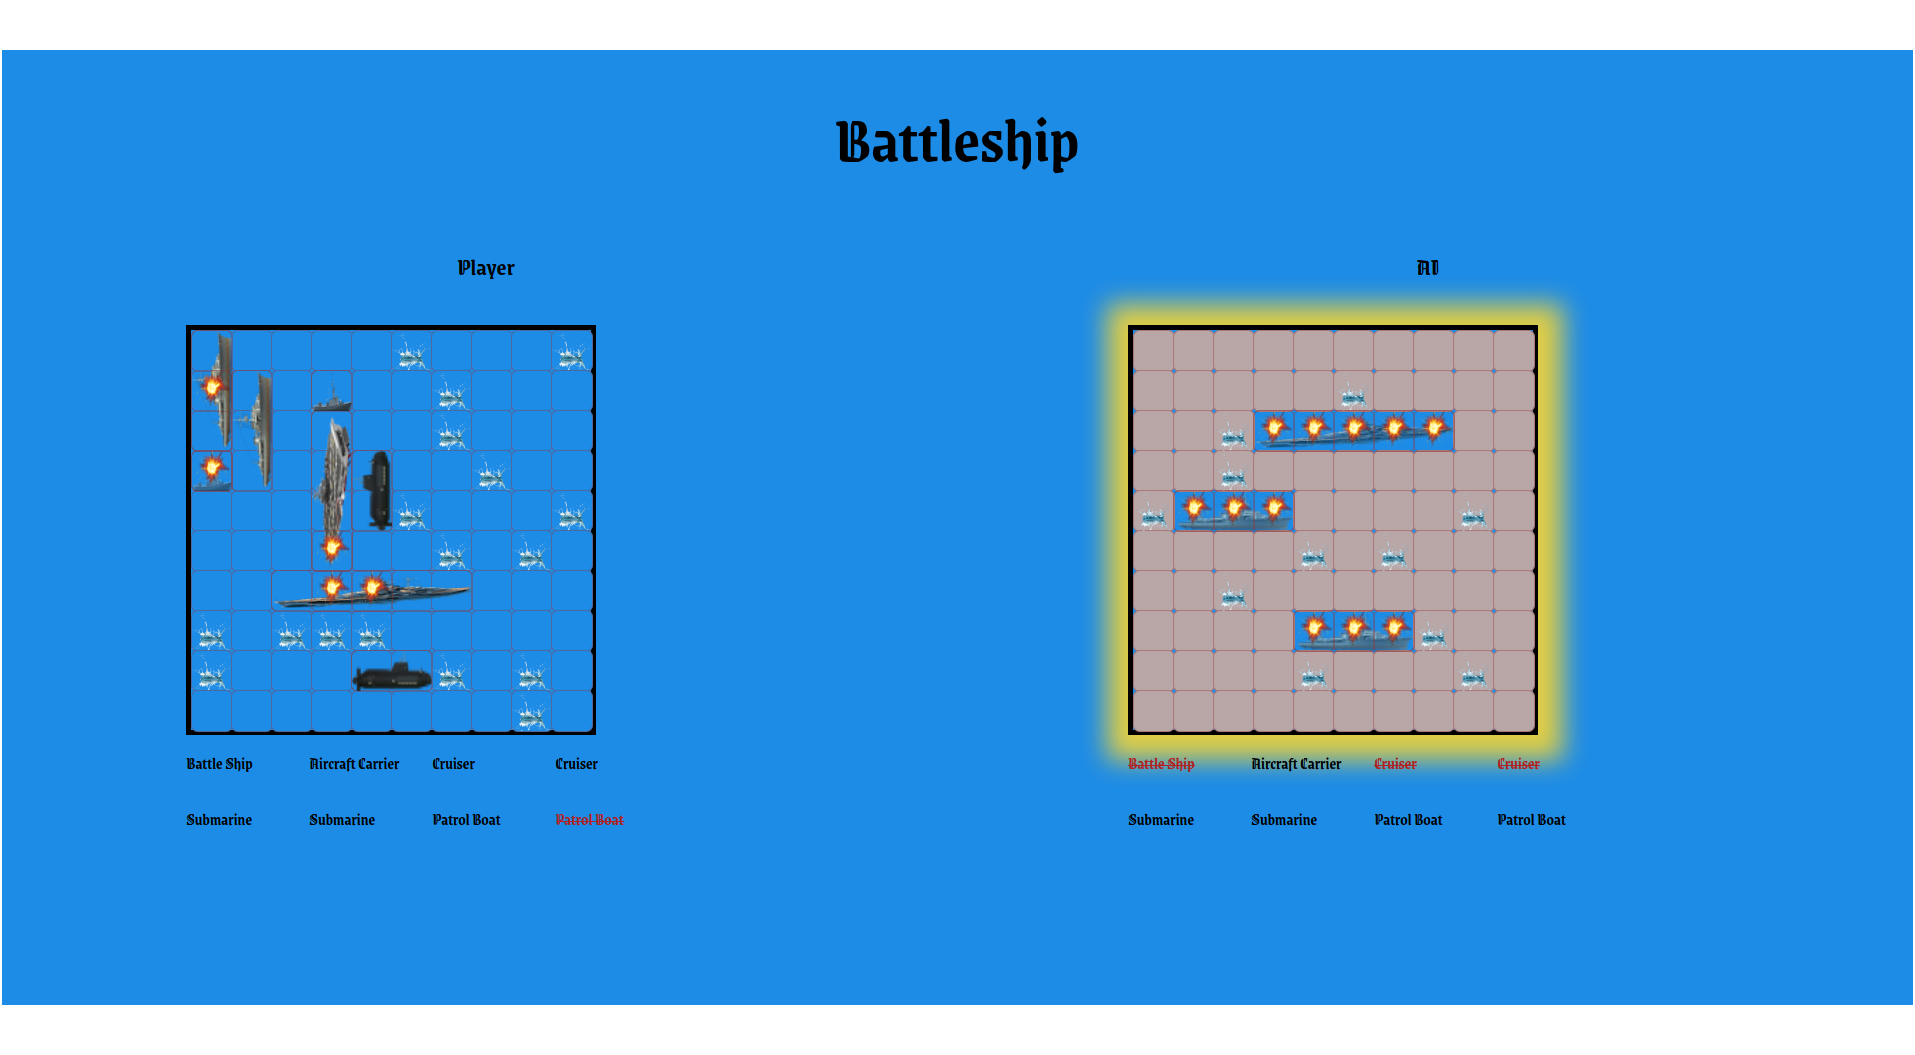 Battleship
Player
AI
Battle Ship Aircraft Carrier Cruiser Cruiser
Submarine Submarine Patrol Boat Patrol Boat
Battle Ship Aircraft Carrier Cruiser Cruiser
Submarine Submarine Patrol Boat Patrol Boat